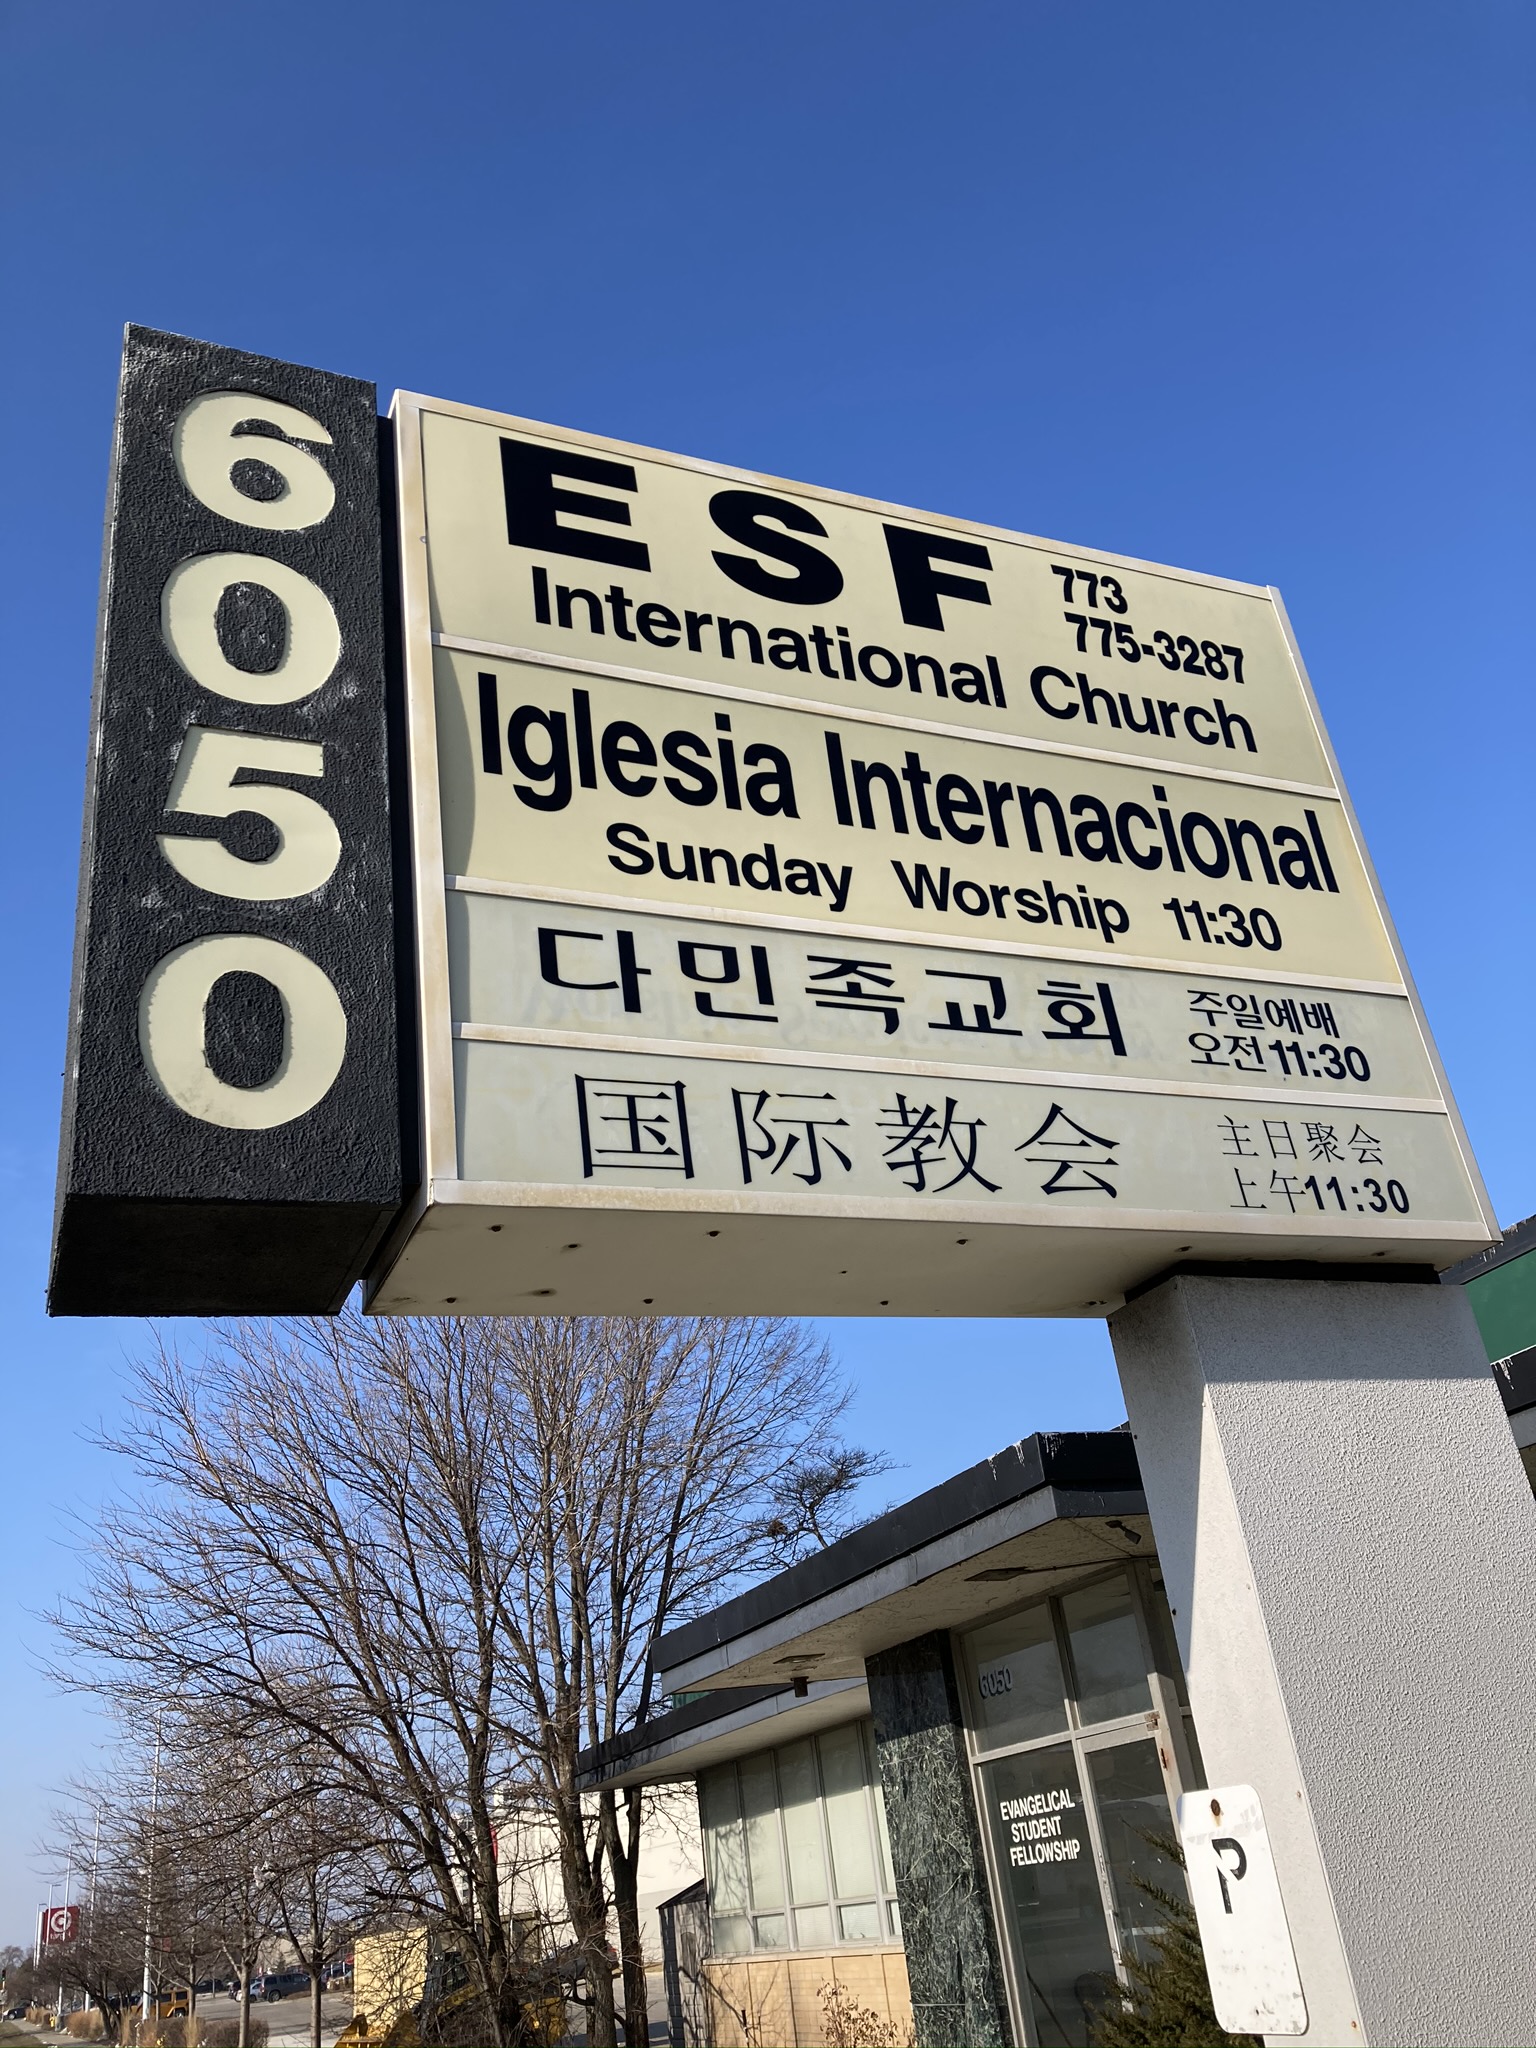 6050
ESF
773
775-3287
International Church
Iglesia Internacional
Sunday Worship 11:30
다민족교회
주일예배
오전11:30
国际教会
主日聚会
上午11:30
6050
EVANGELICAL
STUDENT
FELLOWSHIP
P